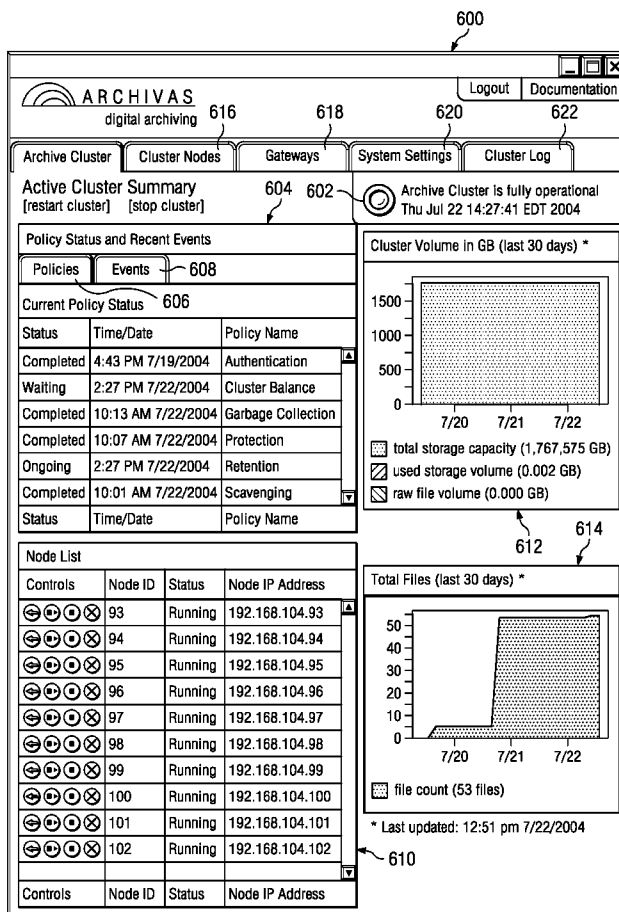 600
Logout Documentation
ARCHIVAS
digital archiving
616 618 620 622
Archive Cluster Cluster Nodes Gateways System Settings Cluster Log
Active Cluster Summary
[restart cluster] [stop cluster]
604 602
Archive Cluster is fully operational
Thu Jul 22 14:27:41 EDT 2004
Policy Status and Recent Events
Policies Events 608
606
Current Policy Status
Status Time/Date Policy Name
Completed 4:43 PM 7/19/2004 Authentication
Waiting 2:27 PM 7/22/2004 Cluster Balance
Completed 10:13 AM 7/22/2004 Garbage Collection
Completed 10:07 AM 7/22/2004 Protection
Ongoing 2:27 PM 7/22/2004 Retention
Completed 10:01 AM 7/22/2004 Scavenging
Status Time/Date Policy Name
Cluster Volume in GB (last 30 days) *
1500
1000
500
0
7/20 7/21 7/22
total storage capacity (1,767,575 GB)
used storage volume (0.002 GB)
raw file volume (0.000 GB)
612
614
Node List
Controls Node ID Status Node IP Address
93 Running 192.168.104.93
94 Running 192.168.104.94
95 Running 192.168.104.95
96 Running 192.168.104.96
97 Running 192.168.104.97
98 Running 192.168.104.98
99 Running 192.168.104.99
100 Running 192.168.104.100
101 Running 192.168.104.101
102 Running 192.168.104.102
Controls Node ID Status Node IP Address
610
Total Files (last 30 days) *
50
40
30
20
10
0
7/20 7/21 7/22
file count (53 files)
* Last updated: 12:51 pm 7/22/2004